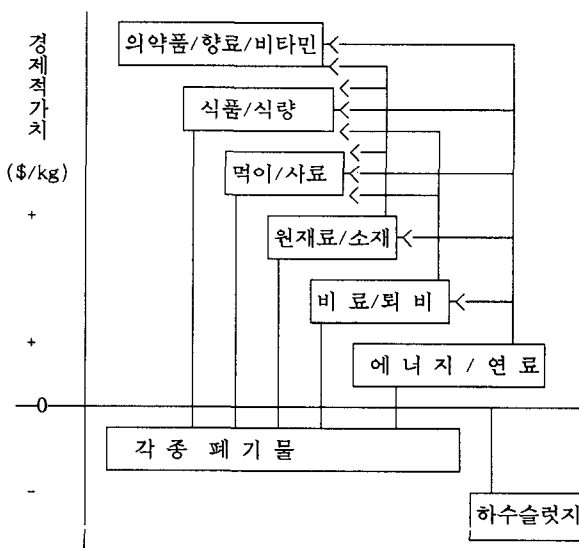 경제적가치
($/kg)
+
+
0
-
의약품/향료/비타민
식품/식량
먹이/사료
원재료/소재
비 료/퇴 비
에 너 지 / 연 료
각 종 폐 기 물
하수슬럿지